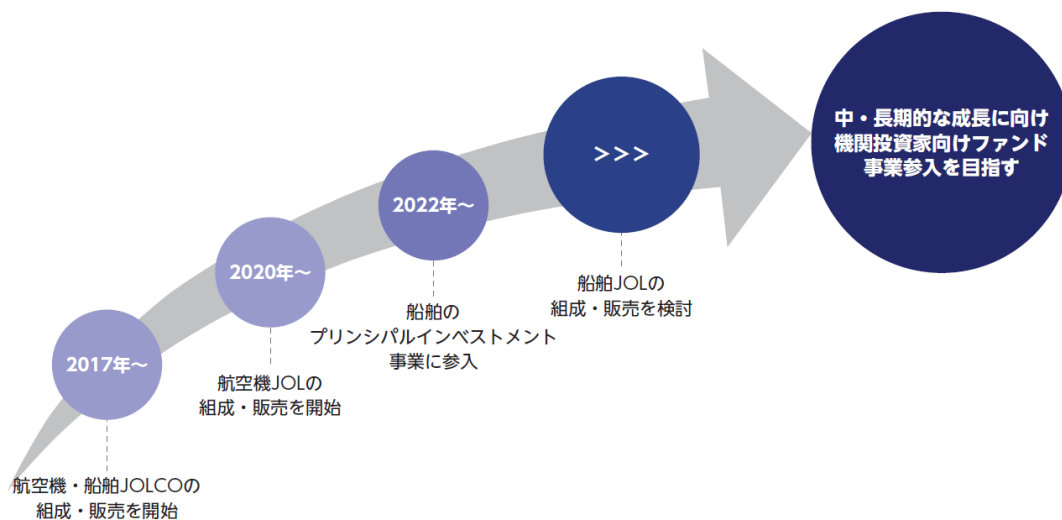 2017年～
航空機・船舶JOLCOの
組成・販売を開始
2020年～
航空機JOLの
組成・販売を開始
2022年～
船舶の
プリンシパルインベストメント
事業に参入
>>>
船舶JOLの
組成・販売を検討
中・長期的な成長に向け
機関投資家向けファンド
事業参入を目指す